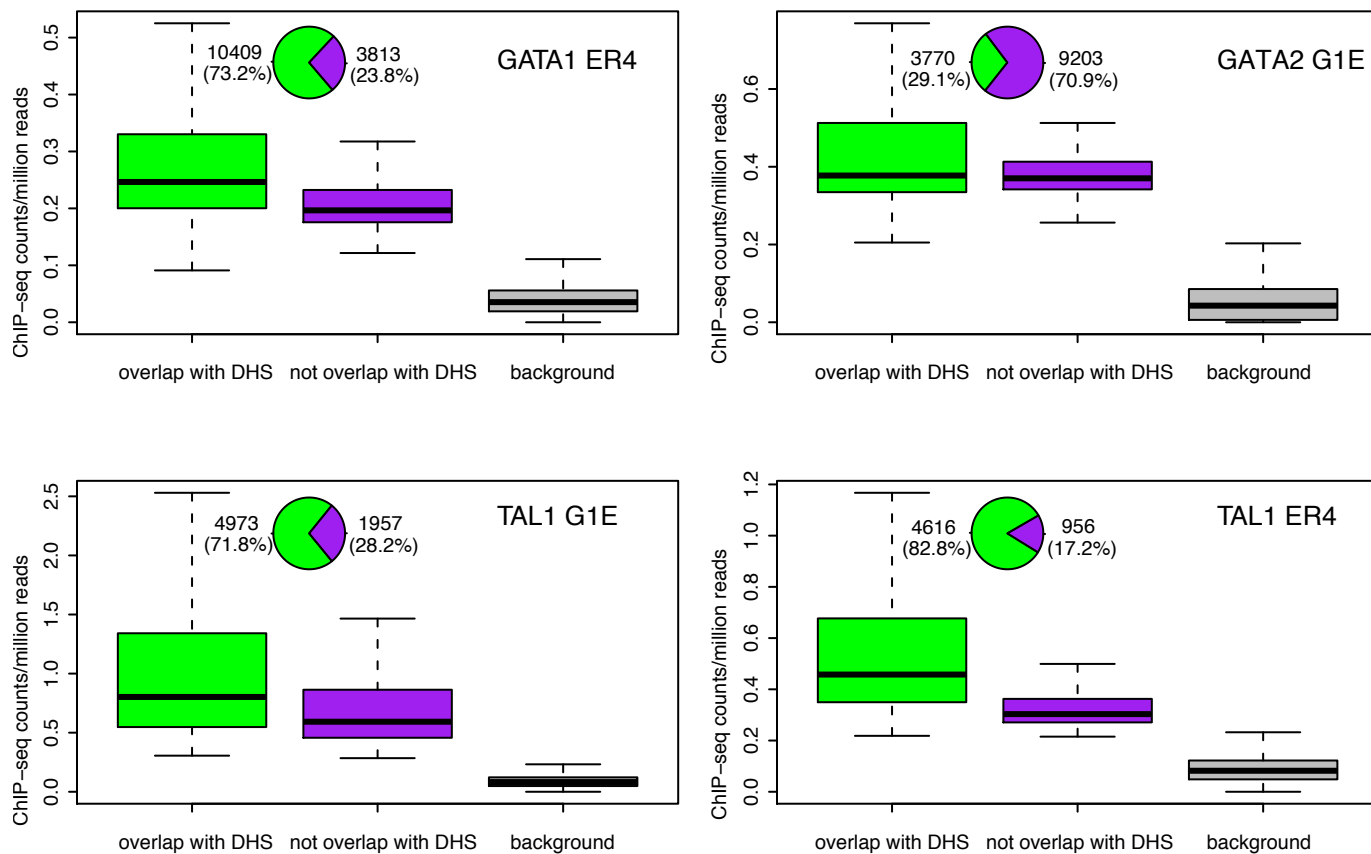 GATA1 ER4
10409
(73.2%)
3813
(23.8%)
ChIP−seq counts/million reads
0.5
0.4
0.3
0.2
0.1
0.0
overlap with DHS
not overlap with DHS
background
GATA2 G1E
3770
(29.1%)
9203
(70.9%)
ChIP−seq counts/million reads
0.6
0.4
0.2
0.0
overlap with DHS
not overlap with DHS
background
TAL1 G1E
4973
(71.8%)
1957
(28.2%)
ChIP−seq counts/million reads
2.5
2.0
1.5
1.0
0.5
0.0
overlap with DHS
not overlap with DHS
background
TAL1 ER4
4616
(82.8%)
956
(17.2%)
ChIP−seq counts/million reads
1.2
1.0
0.8
0.6
0.4
0.2
0.0
overlap with DHS
not overlap with DHS
background